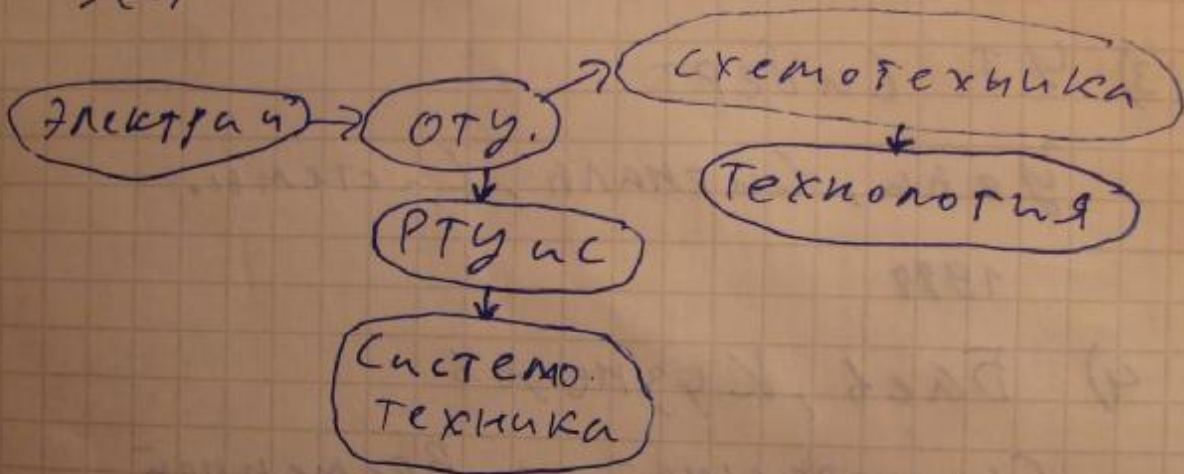 Электрич
ОТУ.
схемотехника
Технология
РТУ и С
Системо.
техника